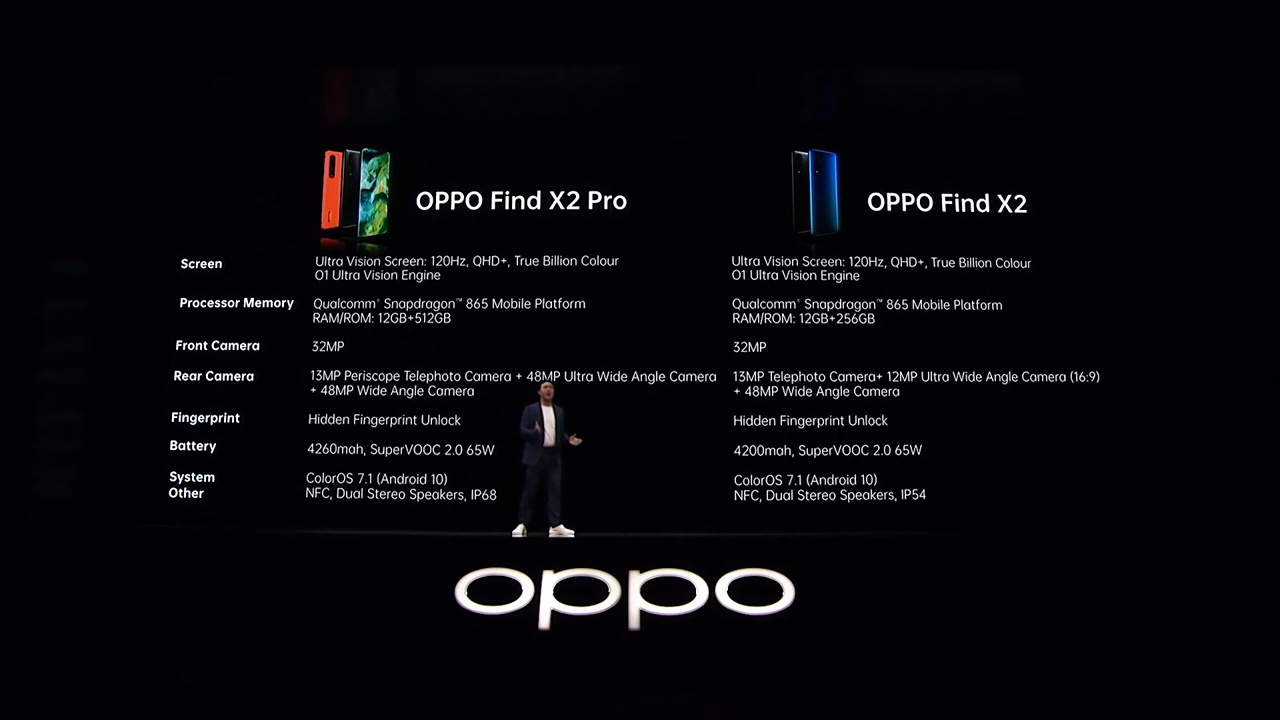 OPPO Find X2 Pro
OPPO Find X2
Screen
Ultra Vision Screen: 120Hz, QHD+, True Billion Colour
O1 Ultra Vision Engine
Ultra Vision Screen: 120Hz, QHD+, True Billion Colour
O1 Ultra Vision Engine
Processor Memory
Qualcomm® Snapdragon™ 865 Mobile Platform
RAM/ROM: 12GB+512GB
Qualcomm® Snapdragon™ 865 Mobile Platform
RAM/ROM: 12GB+256GB
Front Camera
32MP
32MP
Rear Camera
13MP Periscope Telephoto Camera + 48MP Ultra Wide Angle Camera
+ 48MP Wide Angle Camera
13MP Telephoto Camera+ 12MP Ultra Wide Angle Camera (16:9)
+ 48MP Wide Angle Camera
Fingerprint
Hidden Fingerprint Unlock
Hidden Fingerprint Unlock
Battery
4260mah, SuperVOOC 2.0 65W
4200mah, SuperVOOC 2.0 65W
System
ColorOS 7.1 (Android 10)
ColorOS 7.1 (Android 10)
Other
NFC, Dual Stereo Speakers, IP68
NFC, Dual Stereo Speakers, IP54
oppo